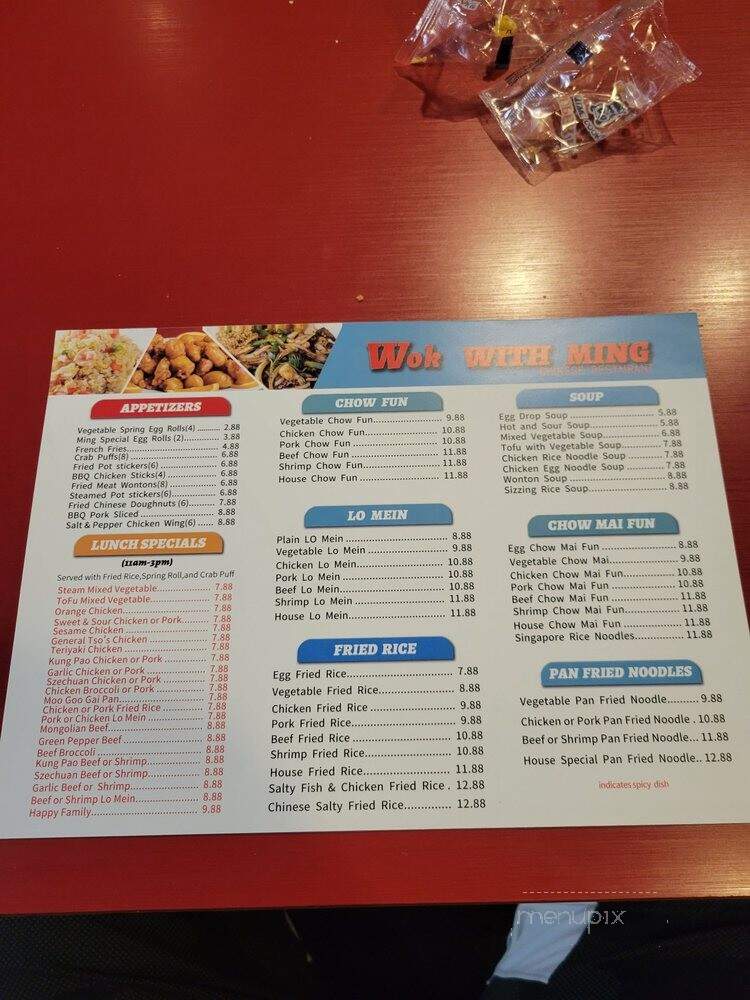 Wok WITH MING
APPETIZERS
Vegetable Spring Egg Rolls(4) .......... 2.88
Ming Special Egg Rolls (2)............... 3.88
French Fries................................... 4.88
Crab Puffs(8) ................................. 6.88
Fried Pot stickers(6) ...................... 6.88
BBQ Chicken Sticks(4) .................... 6.88
Fried Meat Wontons(8) ................... 6.88
Steamed Pot stickers(6).................. 6.88
Fried Chinese Doughnuts (6)........... 7.88
BBQ Pork Sliced ............................ 8.88
Salt & Pepper Chicken Wing(6) ...... 8.88
LUNCH SPECIALS
(11am-3pm)
Served with Fried Rice,Spring Roll,and Crab Puff
Steam Mixed Vegetable................. 7.88
ToFu Mixed Vegetable................... 7.88
Orange Chicken............................ 7.88
Sweet & Sour Chicken or Pork....... 7.88
Sesame Chicken .......................... 7.88
General Tso's Chicken .................. 7.88
Teriyaki Chicken .......................... 7.88
Kung Pao Chicken or Pork ............. 7.88
Garlic Chicken or Pork .................. 7.88
Szechuan Chicken or Pork............. 7.88
Chicken Broccoli or Pork ............... 7.88
Moo Goo Gai Pan......................... 7.88
Chicken or Pork Fried Rice ............ 7.88
Pork or Chicken Lo Mein ............... 7.88
Mongolian Beef............................ 8.88
Green Pepper Beef ....................... 8.88
Beef Broccoli ............................... 8.88
Kung Pao Beef or Shrimp............... 8.88
Szechuan Beef or Shrimp............... 8.88
Garlic Beef or Shrimp.................... 8.88
Beef or Shrimp Lo Mein................. 8.88
Happy Family............................... 9.88
CHOW FUN
Vegetable Chow Fun...................... 9.88
Chicken Chow Fun........................ 10.88
Pork Chow Fun ............................ 10.88
Beef Chow Fun ............................ 11.88
Shrimp Chow Fun ........................ 11.88
House Chow Fun .......................... 11.88
LO MEIN
Plain LO Mein .............................. 8.88
Vegetable Lo Mein ....................... 9.88
Chicken Lo Mein.......................... 10.88
Pork Lo Mein .............................. 10.88
Beef Lo Mein............................... 10.88
Shrimp Lo Mein .......................... 11.88
House Lo Mein............................ 11.88
FRIED RICE
Egg Fried Rice............................. 7.88
Vegetable Fried Rice.................... 8.88
Chicken Fried Rice ...................... 9.88
Pork Fried Rice........................... 9.88
Beef Fried Rice .......................... 10.88
Shrimp Fried Rice....................... 10.88
House Fried Rice........................ 11.88
Salty Fish & Chicken Fried Rice . 12.88
Chinese Salty Fried Rice.............. 12.88
SOUP
Egg Drop Soup ........................... 5.88
Hot and Sour Soup...................... 5.88
Mixed Vegetable Soup................. 6.88
Tofu with Vegetable Soup............ 7.88
Chicken Rice Noodle Soup .......... 7.88
Chicken Egg Noodle Soup .......... 7.88
Wonton Soup ............................. 8.88
Sizzing Rice Soup........................ 8.88
CHOW MAI FUN
Egg Chow Mai Fun ..................... 8.88
Vegetable Chow Mai................... 9.88
Chicken Chow Mai Fun.............. 10.88
Pork Chow Mai Fun .................. 10.88
Beef Chow Mai Fun .................. 11.88
Shrimp Chow Mai Fun.............. 11.88
House Chow Mai Fun ............... 11.88
Singapore Rice Noodles............. 11.88
PAN FRIED NOODLES
Vegetable Pan Fried Noodle.......... 9.88
Chicken or Pork Pan Fried Noodle . 10.88
Beef or Shrimp Pan Fried Noodle... 11.88
House Special Pan Fried Noodle.. 12.88
indicates spicy dish
menupix